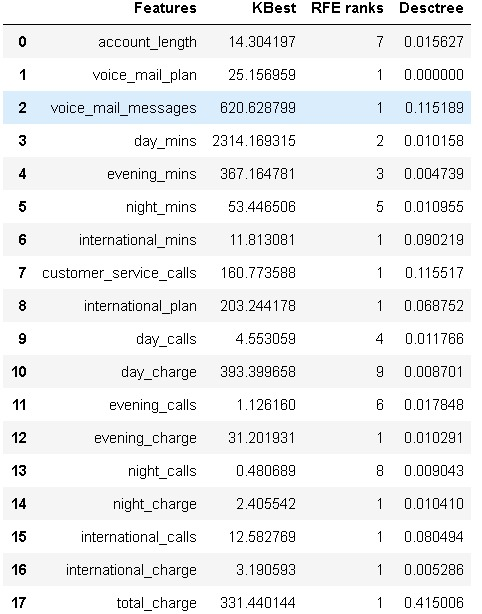 Features KBest RFE ranks Desctree
0 account_length 14.304197 7 0.015627
1 voice_mail_plan 25.156959 1 0.000000
2 voice_mail_messages 620.628799 1 0.115189
3 day_mins 2314.169315 2 0.010158
4 evening_mins 367.164781 3 0.004739
5 night_mins 53.446506 5 0.010955
6 international_mins 11.813081 1 0.090219
7 customer_service_calls 160.773588 1 0.115517
8 international_plan 203.244178 1 0.068752
9 day_calls 4.553059 4 0.011766
10 day_charge 393.399658 9 0.008701
11 evening_calls 1.126160 6 0.017848
12 evening_charge 31.201931 1 0.010291
13 night_calls 0.480689 8 0.009043
14 night_charge 2.405542 1 0.010410
15 international_calls 12.582769 1 0.080494
16 international_charge 3.190593 1 0.005286
17 total_charge 331.440144 1 0.415006